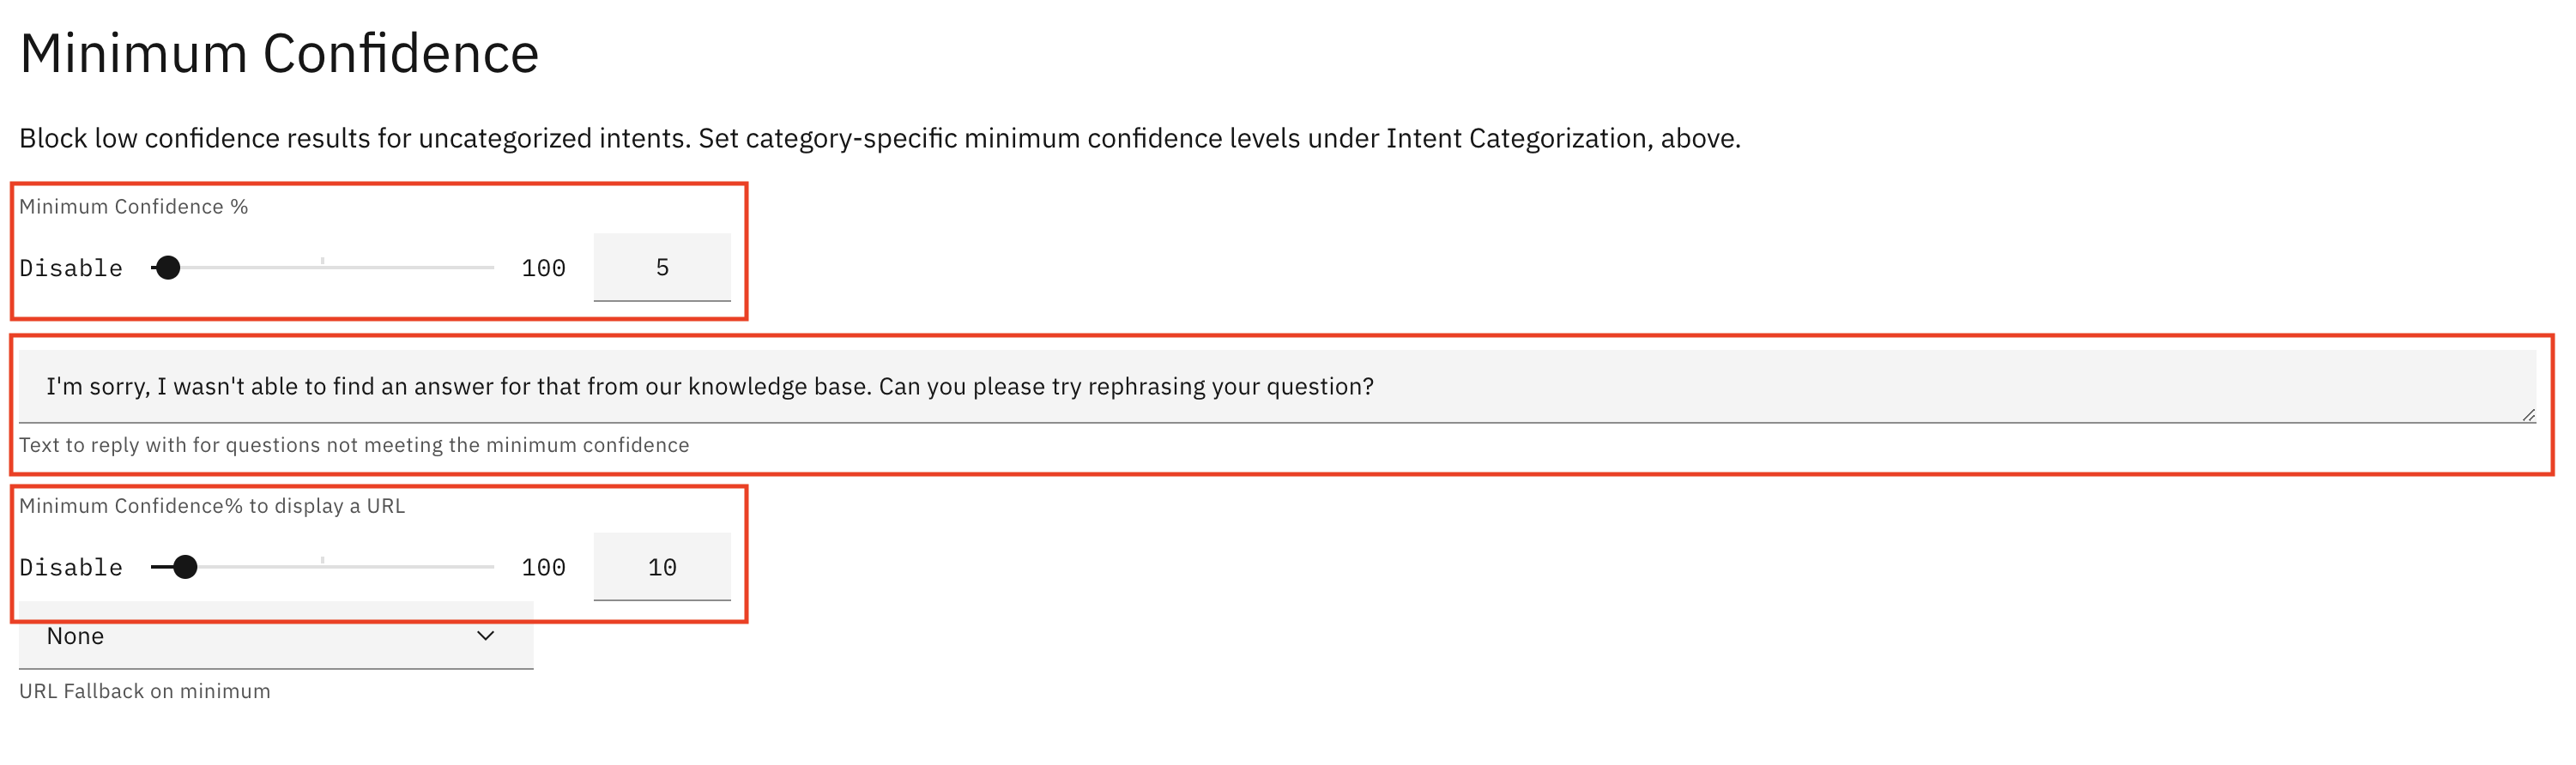 Minimum Confidence
Block low confidence results for uncategorized intents. Set category-specific minimum confidence levels under Intent Categorization, above.
Minimum Confidence %
Disable 100 5
I'm sorry, I wasn't able to find an answer for that from our knowledge base. Can you please try rephrasing your question?
Text to reply with for questions not meeting the minimum confidence
Minimum Confidence% to display a URL
Disable 100 10
None
URL Fallback on minimum